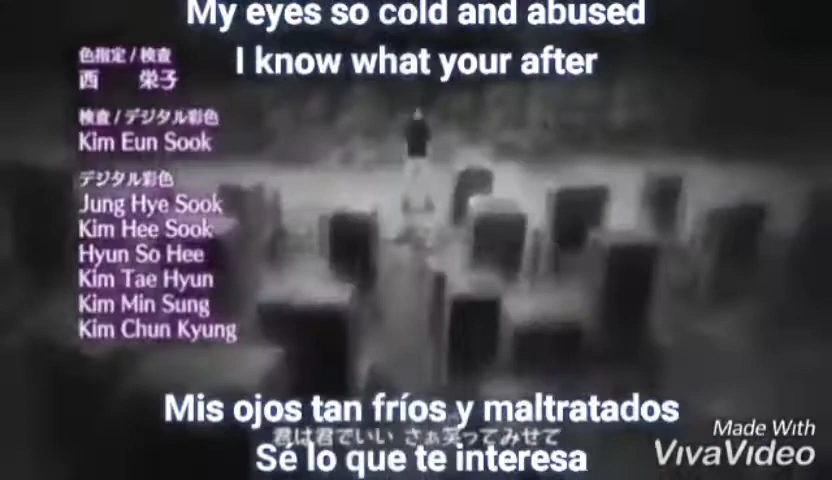 My eyes so cold and abused
I know what your after
色指定 / 検査
西 栄子
検査 / デジタル彩色
Kim Eun Sook
デジタル彩色
Jung Hye Sook
Kim Hee Sook
Hyun So Hee
Kim Tae Hyun
Kim Min Sung
Kim Chun Kyung
Mis ojos tan fríos y maltratados
君は君でいい さぁ笑ってみせて
Sé lo que te interesa
Made With
VivaVideo